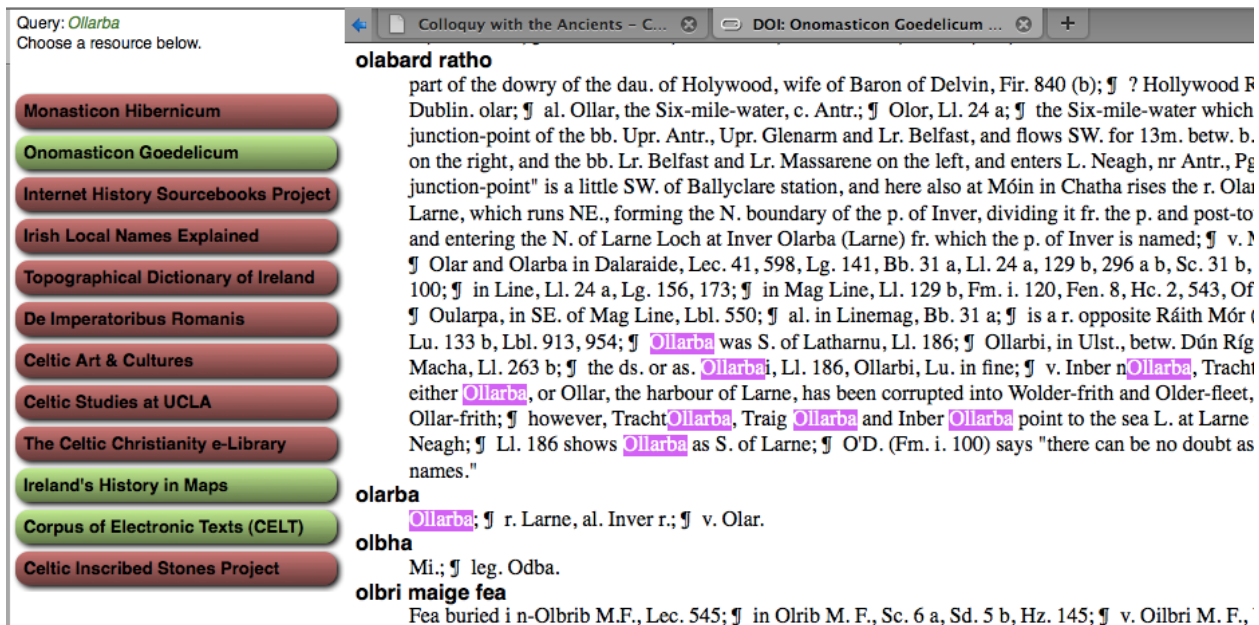 Query: Ollarba
Choose a resource below.
Monasticon Hibernicum
Onomasticon Goedelicum
Internet History Sourcebooks Project
Irish Local Names Explained
Topographical Dictionary of Ireland
De Imperatoribus Romanis
Celtic Art & Cultures
Celtic Studies at UCLA
The Celtic Christianity e-Library
Ireland's History in Maps
Corpus of Electronic Texts (CELT)
Celtic Inscribed Stones Project
Colloquy with the Ancients – C...
DOI: Onomasticon Goedelicum ...
olabard ratho
part of the dowry of the dau. of Holywood, wife of Baron of Delvin, Fir. 840 (b); ¶ ? Hollywood R
Dublin. olar; ¶ al. Ollar, the Six-mile-water, c. Antr.; ¶ Olor, Ll. 24 a; ¶ the Six-mile-water which
junction-point of the bb. Upr. Antr., Upr. Glenarm and Lr. Belfast, and flows SW. for 13m. betw. b.
on the right, and the bb. Lr. Belfast and Lr. Massarene on the left, and enters L. Neagh, nr Antr., Pg
junction-point" is a little SW. of Ballyclare station, and here also at Móin in Chatha rises the r. Olar
Larne, which runs NE., forming the N. boundary of the p. of Inver, dividing it fr. the p. and post-to
and entering the N. of Larne Loch at Inver Olarba (Larne) fr. which the p. of Inver is named; ¶ v. M
¶ Olar and Olarba in Dalaraide, Lec. 41, 598, Lg. 141, Bb. 31 a, Ll. 24 a, 129 b, 296 a b, Sc. 31 b,
100; ¶ in Line, Ll. 24 a, Lg. 156, 173; ¶ in Mag Line, Ll. 129 b, Fm. i. 120, Fen. 8, Hc. 2, 543, Of
¶ Oularpa, in SE. of Mag Line, Lbl. 550; ¶ al. in Linemag, Bb. 31 a; ¶ is a r. opposite Ráith Mór (
Lu. 133 b, Lbl. 913, 954; ¶ Ollarba was S. of Latharnu, Ll. 186; ¶ Ollarbi, in Ulst., betw. Dún Ríg
Macha, Ll. 263 b; ¶ the ds. or as. Ollarbai, Ll. 186, Ollarbi, Lu. in fine; ¶ v. Inber nOllarba, Tracht
either Ollarba, or Ollar, the harbour of Larne, has been corrupted into Wolder-frith and Older-fleet,
Ollar-frith; ¶ however, TrachtOllarba, Traig Ollarba and Inber Ollarba point to the sea L. at Larne
Neagh; ¶ Ll. 186 shows Ollarba as S. of Larne; ¶ O'D. (Fm. i. 100) says "there can be no doubt as
names."
olarba
Ollarba; ¶ r. Larne, al. Inver r.; ¶ v. Olar.
olbha
Mi.; ¶ leg. Odba.
olbri maige fea
Fea buried i n-Olbrib M.F., Lec. 545; ¶ in Olrib M. F., Sc. 6 a, Sd. 5 b, Hz. 145; ¶ v. Oilbri M. F.,